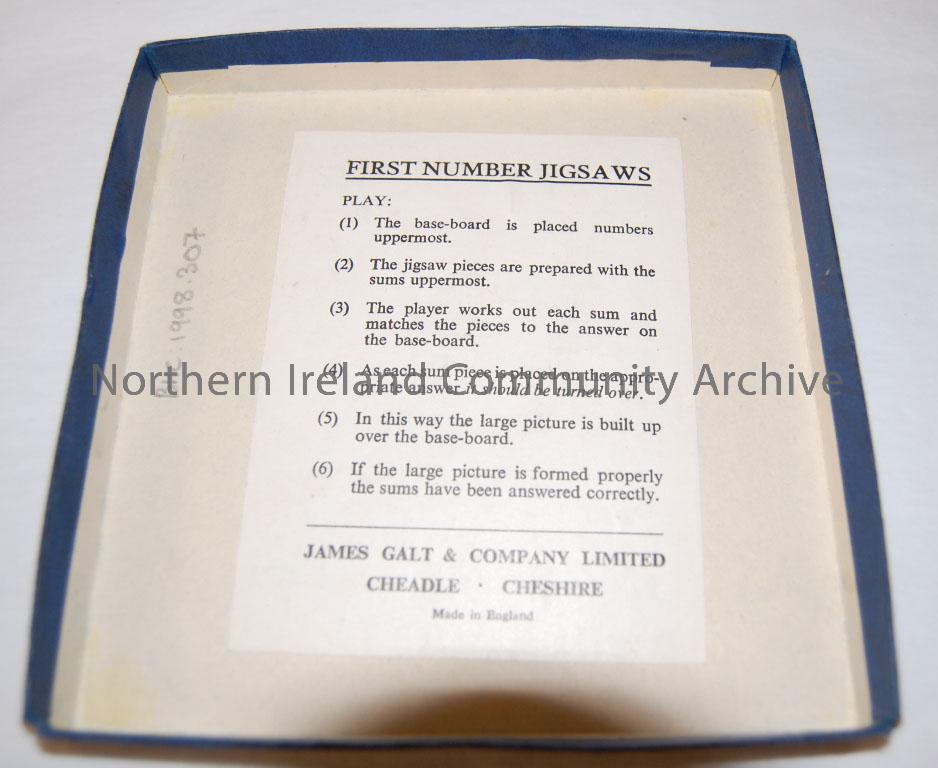 FIRST NUMBER JIGSAWS
PLAY:
(1) The base-board is placed numbers
uppermost.
(2) The jigsaw pieces are prepared with the
sums uppermost.
(3) The player works out each sum and
matches the pieces to the answer on
the base-board.
(4) As each sum piece is placed on the appro-
priate answer it should be turned over.
(5) In this way the large picture is built up
over the base-board.
(6) If the large picture is formed properly
the sums have been answered correctly.
JAMES GALT & COMPANY LIMITED
CHEADLE · CHESHIRE
Made in England
1998.307
Northern Ireland Community Archive